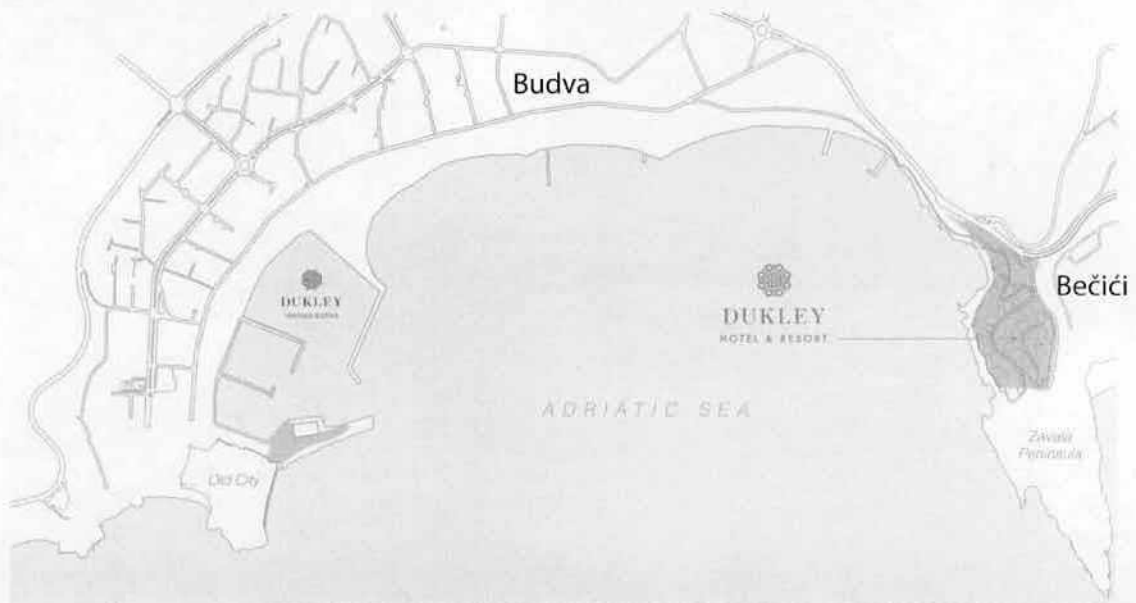 Budva
DUKLEY
DUKLEY
HOTEL & RESORT
Bečići
ADRIATIC SEA
Old City
Zavala
Peninsula